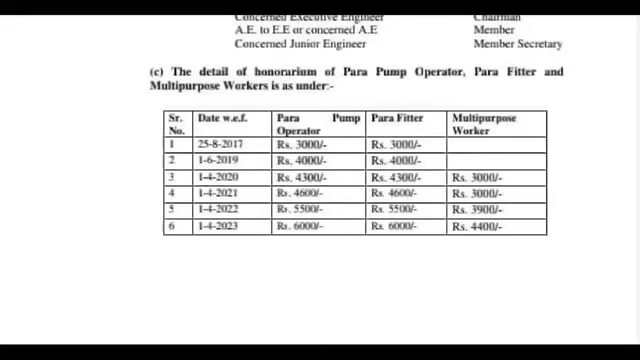 Concerned Executive Engineer Chairman
A.E. to E.E or concerned A.E Member
Concerned Junior Engineer Member Secretary
(c) The detail of honorarium of Para Pump Operator, Para Fitter and
Multipurpose Workers is as under:-
Sr. No. Date w.e.f. Para Pump Operator Para Fitter Multipurpose Worker
1 25-8-2017 Rs. 3000/- Rs. 3000/-
2 1-6-2019 Rs. 4000/- Rs. 4000/-
3 1-4-2020 Rs. 4300/- Rs. 4300/- Rs. 3000/-
4 1-4-2021 Rs. 4600/- Rs. 4600/- Rs. 3000/-
5 1-4-2022 Rs. 5500/- Rs. 5500/- Rs. 3900/-
6 1-4-2023 Rs. 6000/- Rs. 6000/- Rs. 4400/-